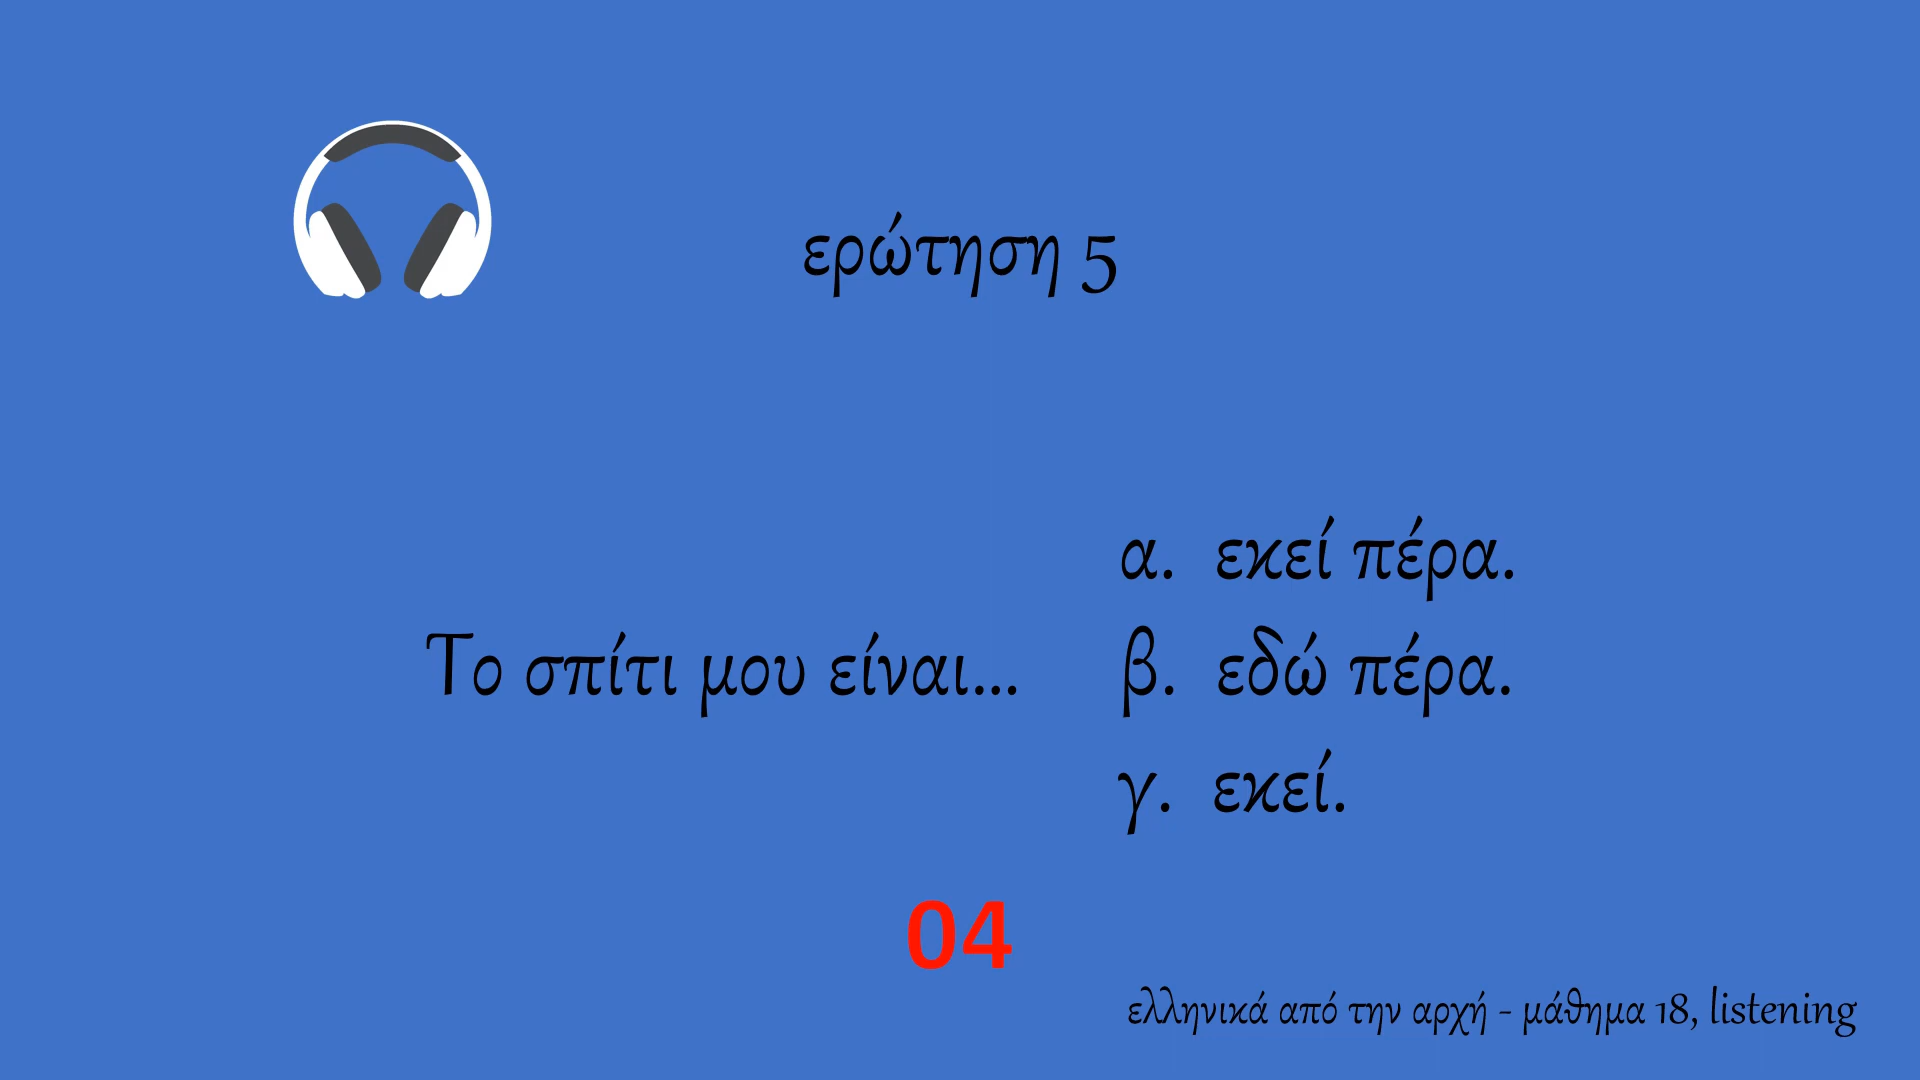 ερώτηση 5
Το σπίτι μου είναι...
α. εκεί πέρα.
β. εδώ πέρα.
γ. εκεί.
04
ελληνικά από την αρχή - μάθημα 18, listening